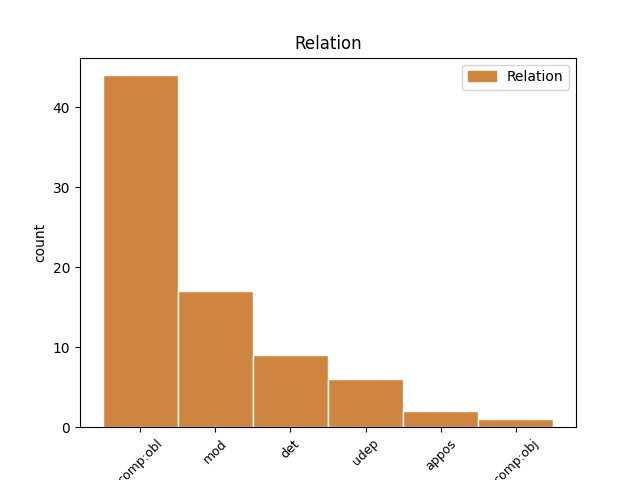 Relation
Relation
count
40
30
20
10
0
comp:obl
mod
det
udep
appos
comp:obj